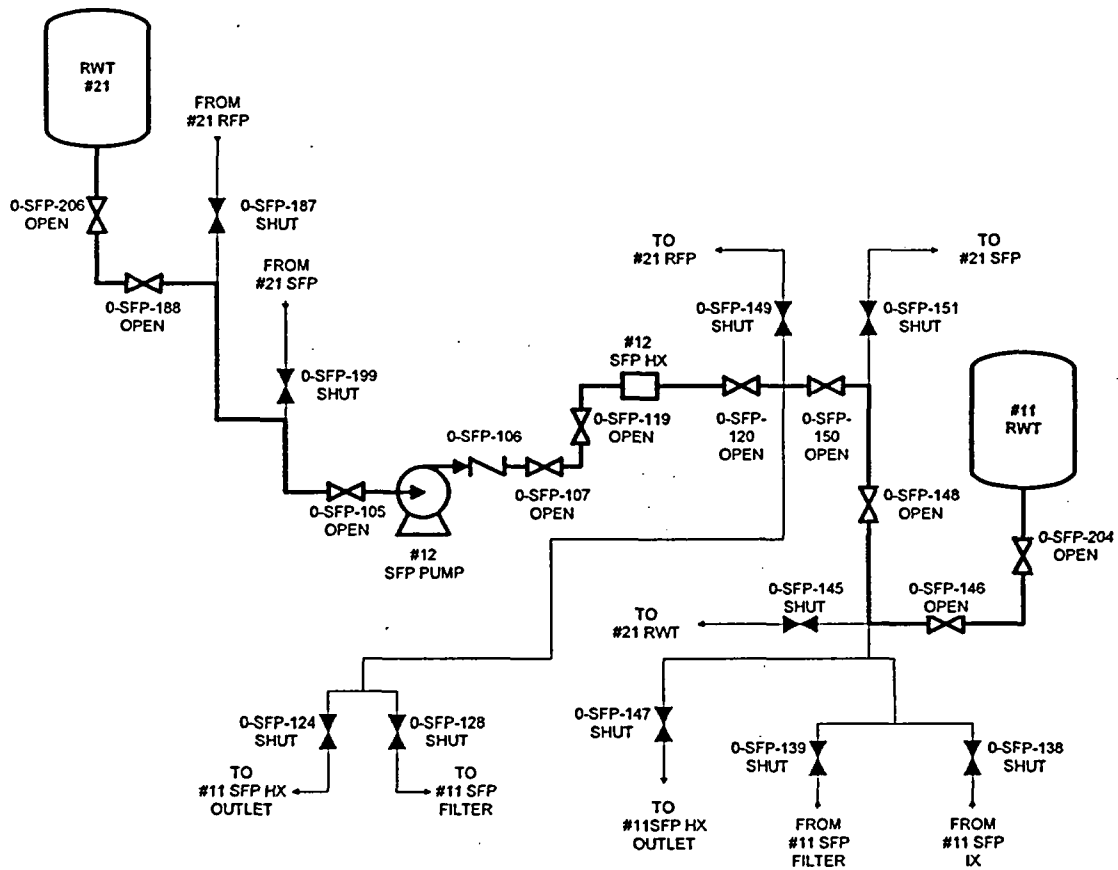 RWT
#21
FROM
#21 RFP
0-SFP-206
OPEN
0-SFP-187
SHUT
FROM
#21 SFP
0-SFP-188
OPEN
0-SFP-199
SHUT
TO
#21 RFP
TO
#21 SFP
0-SFP-149
SHUT
0-SFP-151
SHUT
#12
SFP HX
#11
RWT
0-SFP-106
0-SFP-119
OPEN
0-SFP-
120
OPEN
0-SFP-
150
OPEN
0-SFP-105
OPEN
0-SFP-107
OPEN
0-SFP-148
OPEN
#12
SFP PUMP
0-SFP-204
OPEN
0-SFP-145
SHUT
0-SFP-146
OPEN
TO
#21 RWT
0-SFP-124
SHUT
0-SFP-128
SHUT
0-SFP-147
SHUT
0-SFP-139
SHUT
0-SFP-138
SHUT
TO
#11 SFP HX
OUTLET
TO
#11 SFP
FILTER
TO
#11SFP HX
OUTLET
FROM
#11 SFP
FILTER
FROM
#11 SFP
IX